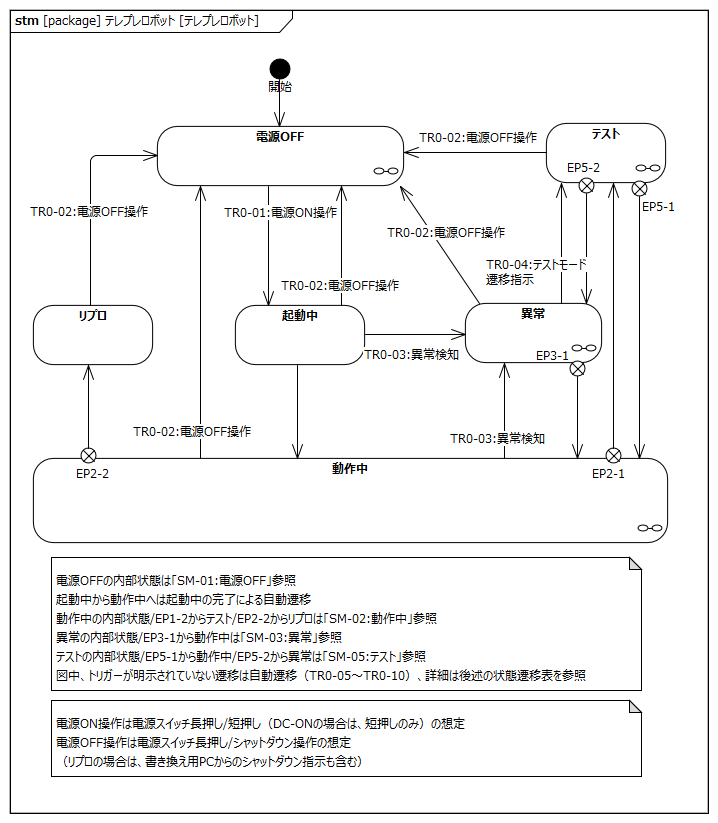 stm [package] テレプレロボット [テレプレロボット]
開始
電源OFF
テスト
TR0-02:電源OFF操作
EP5-2
EP5-1
TR0-02:電源OFF操作
TR0-01:電源ON操作
TR0-02:電源OFF操作
TR0-04:テストモード
遷移指示
TR0-02:電源OFF操作
リプロ
起動中
異常
TR0-03:異常検知
EP3-1
TR0-02:電源OFF操作
TR0-03:異常検知
動作中
EP2-2
EP2-1
電源OFFの内部状態は「SM-01:電源OFF」参照
起動中から動作中へは起動中の完了による自動遷移
動作中の内部状態/EP1-2からテスト/EP2-2からリプロは「SM-02:動作中」参照
異常の内部状態/EP3-1から動作中は「SM-03:異常」参照
テストの内部状態/EP5-1から動作中/EP5-2から異常は「SM-05:テスト」参照
図中、トリガーが明示されていない遷移は自動遷移（TR0-05～TR0-10）、詳細は後述の状態遷移表を参照
電源ON操作は電源スイッチ長押し/短押し（DC-ONの場合は、短押しのみ）の想定
電源OFF操作は電源スイッチ長押し/シャットダウン操作の想定
（リプロの場合は、書き換え用PCからのシャットダウン指示も含む）